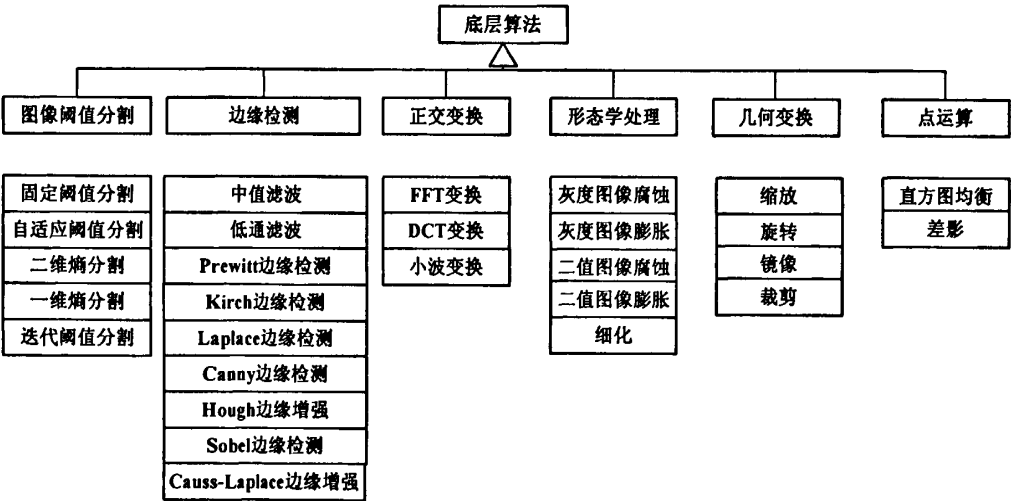 底层算法
图像阈值分割
边缘检测
正交变换
形态学处理
几何变换
点运算
固定阈值分割
自适应阈值分割
二维熵分割
一维熵分割
迭代阈值分割
中值滤波
低通滤波
Prewitt边缘检测
Kirch边缘检测
Laplace边缘检测
Canny边缘检测
Hough边缘增强
Sobel边缘检测
Causs-Laplace边缘增强
FFT变换
DCT变换
小波变换
灰度图像腐蚀
灰度图像膨胀
二值图像腐蚀
二值图像膨胀
细化
缩放
旋转
镜像
裁剪
直方图均衡
差影